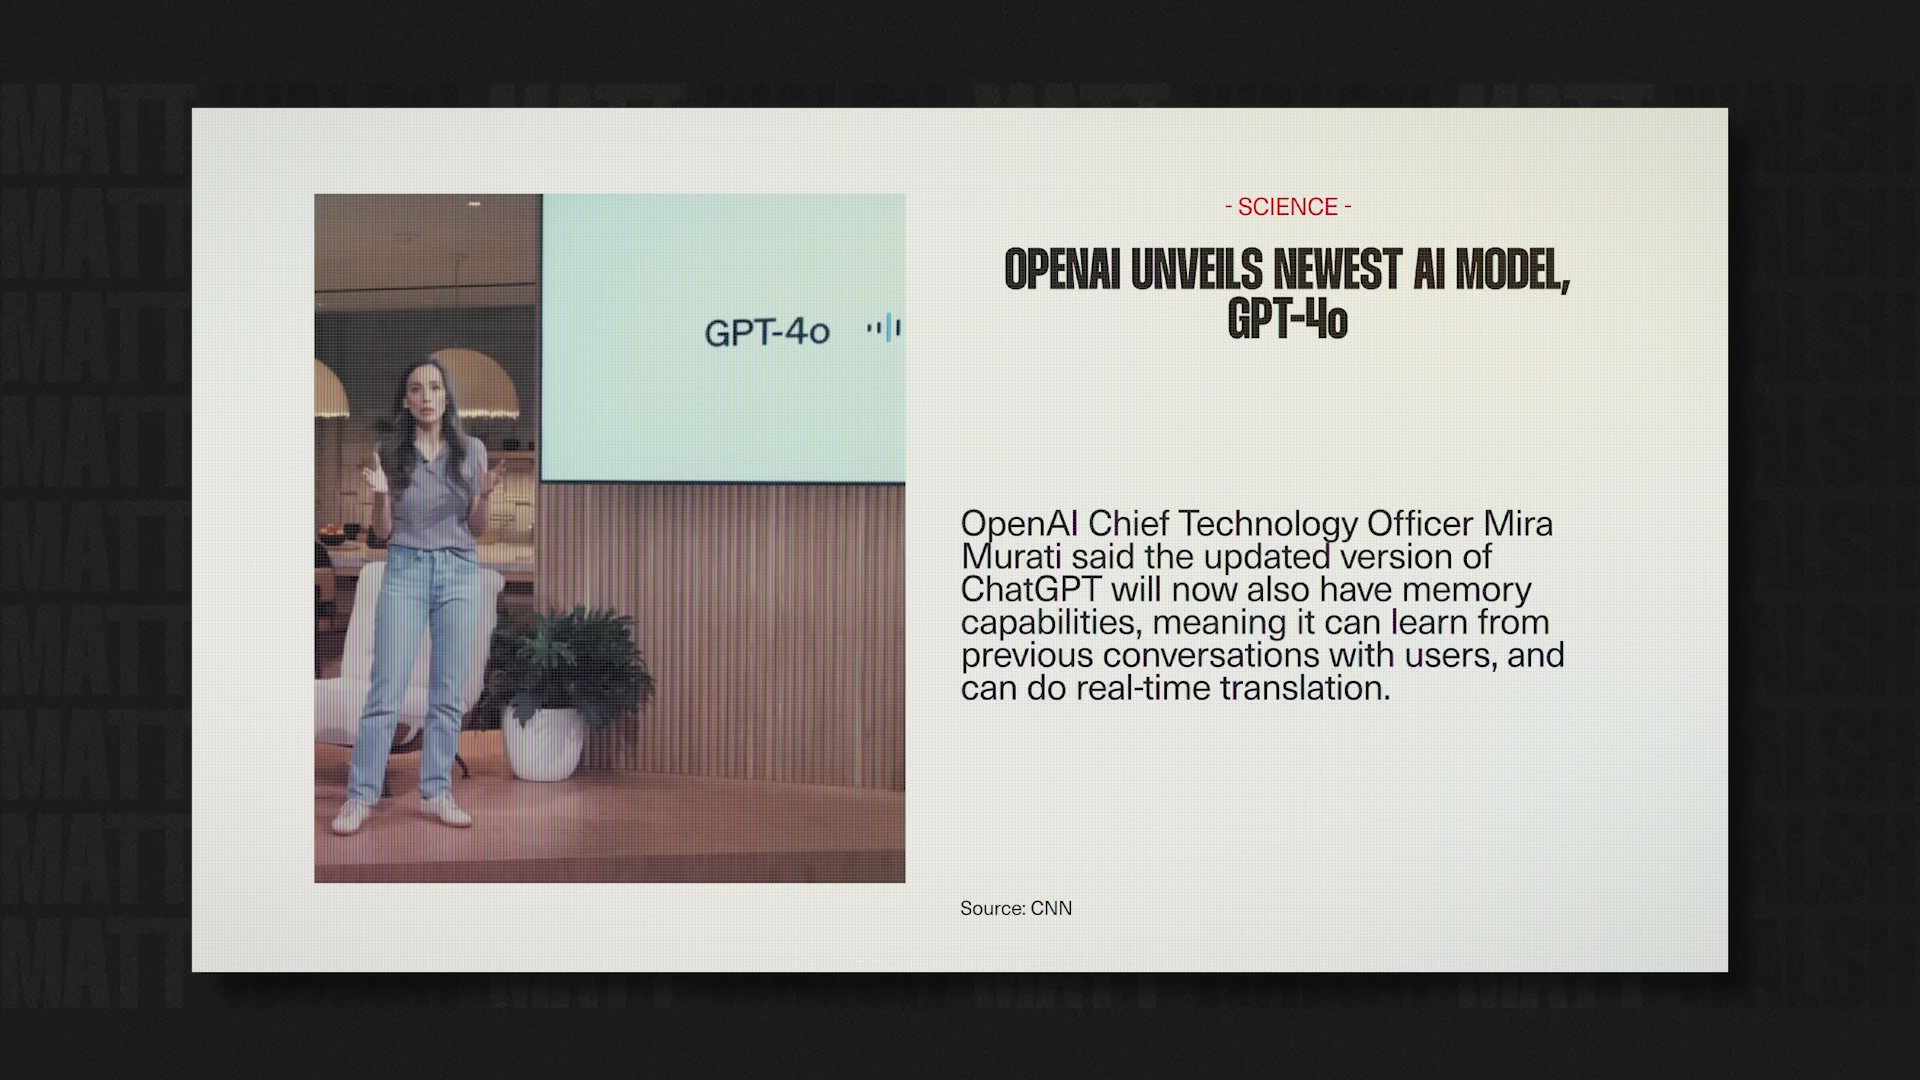 GPT-4o
- SCIENCE -
OPENAI UNVEILS NEWEST AI MODEL,
GPT-4o
OpenAI Chief Technology Officer Mira
Murati said the updated version of
ChatGPT will now also have memory
capabilities, meaning it can learn from
previous conversations with users, and
can do real-time translation.
Source: CNN